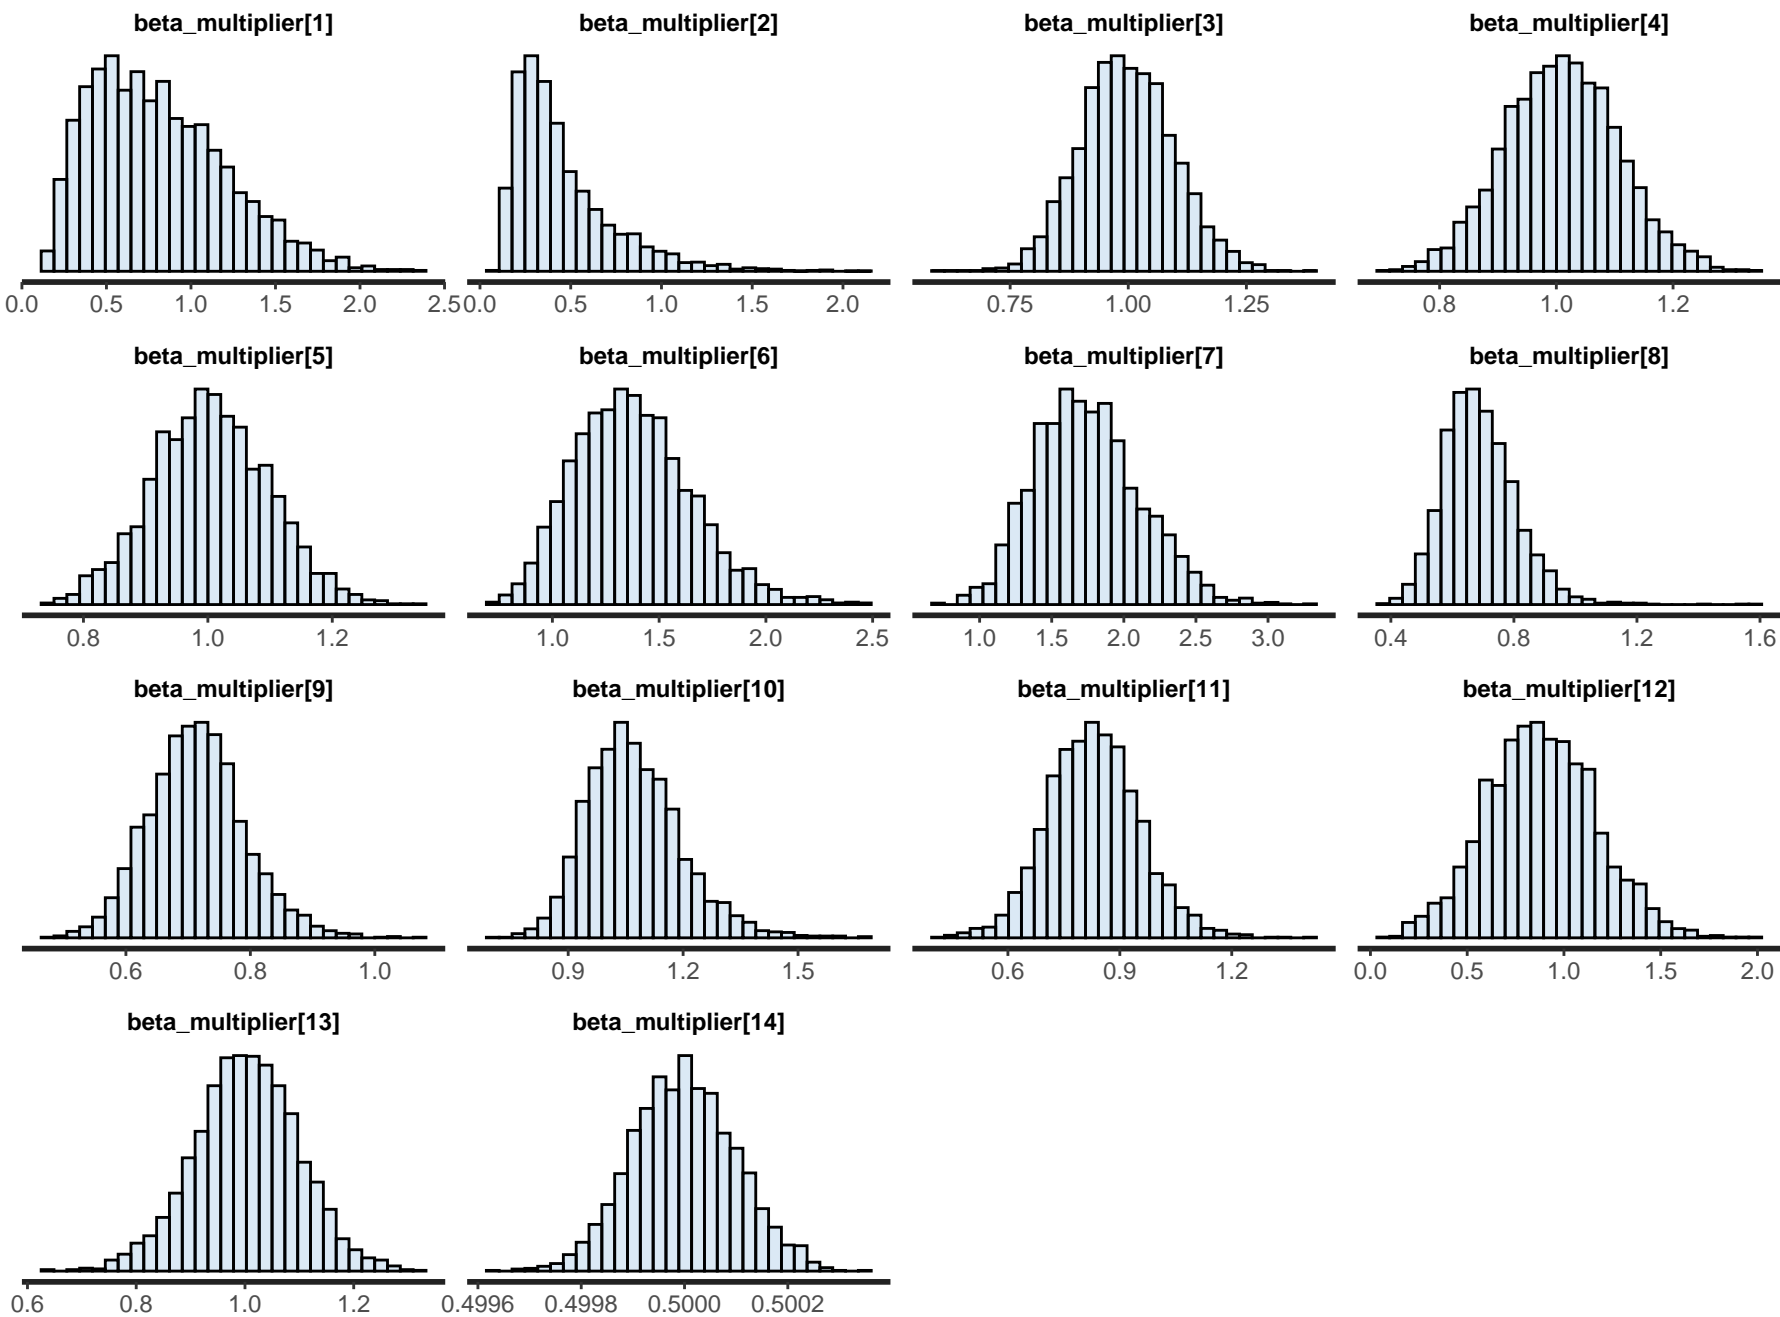 beta_multiplier[1] beta_multiplier[2] beta_multiplier[3] beta_multiplier[4]
0.0 0.5 1.0 1.5 2.0 2.5 0.0 0.5 1.0 1.5 2.0 0.75 1.00 1.25 0.8 1.0 1.2
beta_multiplier[5] beta_multiplier[6] beta_multiplier[7] beta_multiplier[8]
0.8 1.0 1.2 1.0 1.5 2.0 2.5 1.0 1.5 2.0 2.5 3.0 0.4 0.8 1.2 1.6
beta_multiplier[9] beta_multiplier[10] beta_multiplier[11] beta_multiplier[12]
0.6 0.8 1.0 0.9 1.2 1.5 0.6 0.9 1.2 0.0 0.5 1.0 1.5 2.0
beta_multiplier[13] beta_multiplier[14]
0.6 0.8 1.0 1.2 0.4996 0.4998 0.5000 0.5002